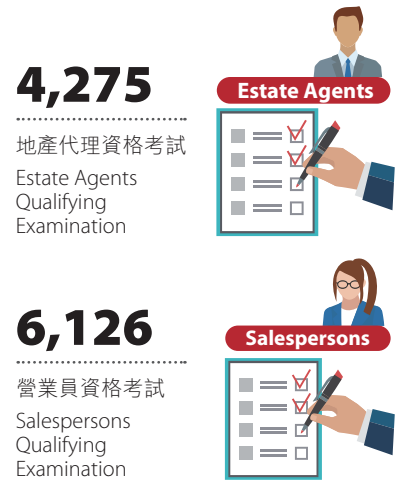 4,275
地產代理資格考試
Estate Agents
Qualifying
Examination
Estate Agents
6,126
營業員資格考試
Salespersons
Qualifying
Examination
Salespersons